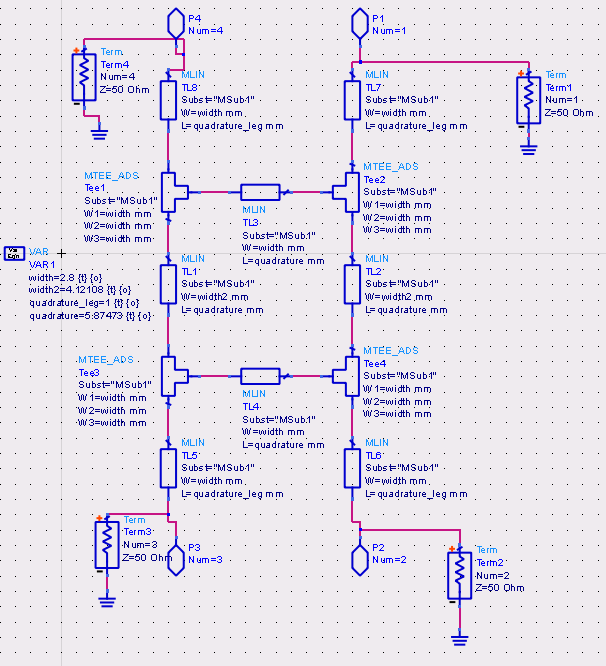 P4
Num=4
P1
Num=1
Term
Term4
Num=4
Z=50 Ohm
MLIN
TL8
Subst="MSub1"
W=width mm
L=quadrature_leg mm
MLIN
TL7
Subst="MSub1"
W=width mm
L=quadrature_leg mm
Term
Term1
Num=1
Z=50 Ohm
MTEE_ADS
Tee1
Subst="MSub1"
W1=width mm
W2=width mm
W3=width mm
MLIN
TL3
Subst="MSub1"
W=width mm
L=quadrature mm
MTEE_ADS
Tee2
Subst="MSub1"
W1=width mm
W2=width mm
W3=width mm
Var
Eqn
VAR
VAR1
width=2.8 {t} {o}
width2=4.12108 {t} {o}
quadrature_leg=1 {t} {o}
quadrature=5.87473 {t} {o}
MLIN
TL1
Subst="MSub1"
W=width2 mm
L=quadrature mm
MLIN
TL2
Subst="MSub1"
W=width2 mm
L=quadrature mm
MTEE_ADS
Tee3
Subst="MSub1"
W1=width mm
W2=width mm
W3=width mm
MLIN
TL4
Subst="MSub1"
W=width mm
L=quadrature mm
MTEE_ADS
Tee4
Subst="MSub1"
W1=width mm
W2=width mm
W3=width mm
MLIN
TL5
Subst="MSub1"
W=width mm
L=quadrature_leg mm
MLIN
TL6
Subst="MSub1"
W=width mm
L=quadrature_leg mm
Term
Term3
Num=3
Z=50 Ohm
P3
Num=3
P2
Num=2
Term
Term2
Num=2
Z=50 Ohm